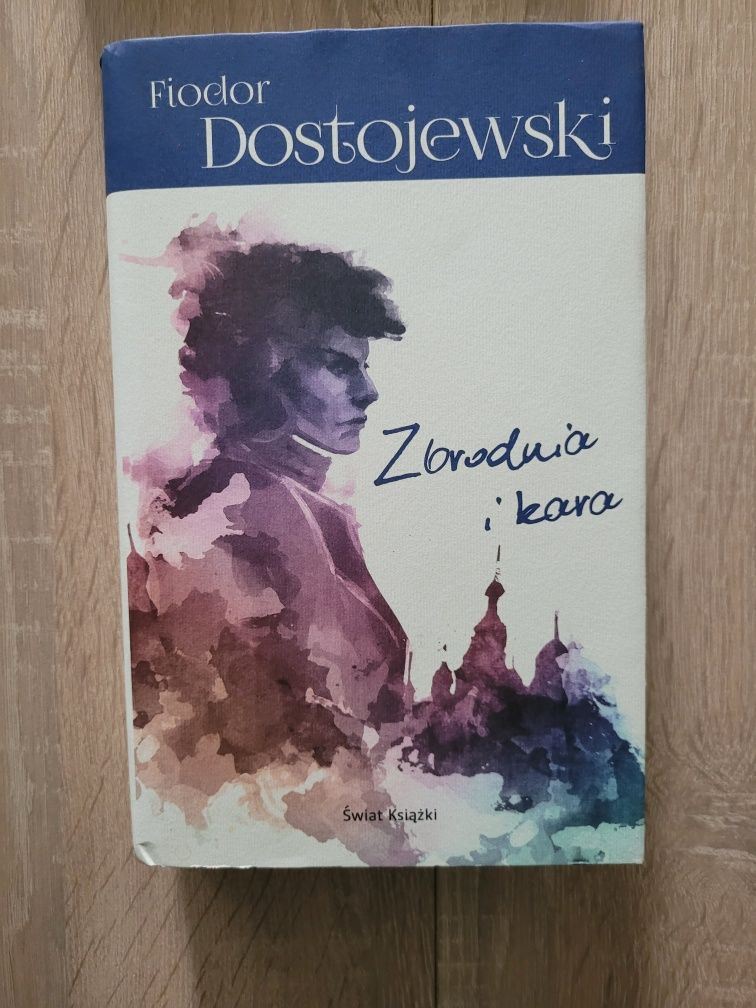 Fiodor
Dostojewski
Zbrodnia
i kara
Świat Książki